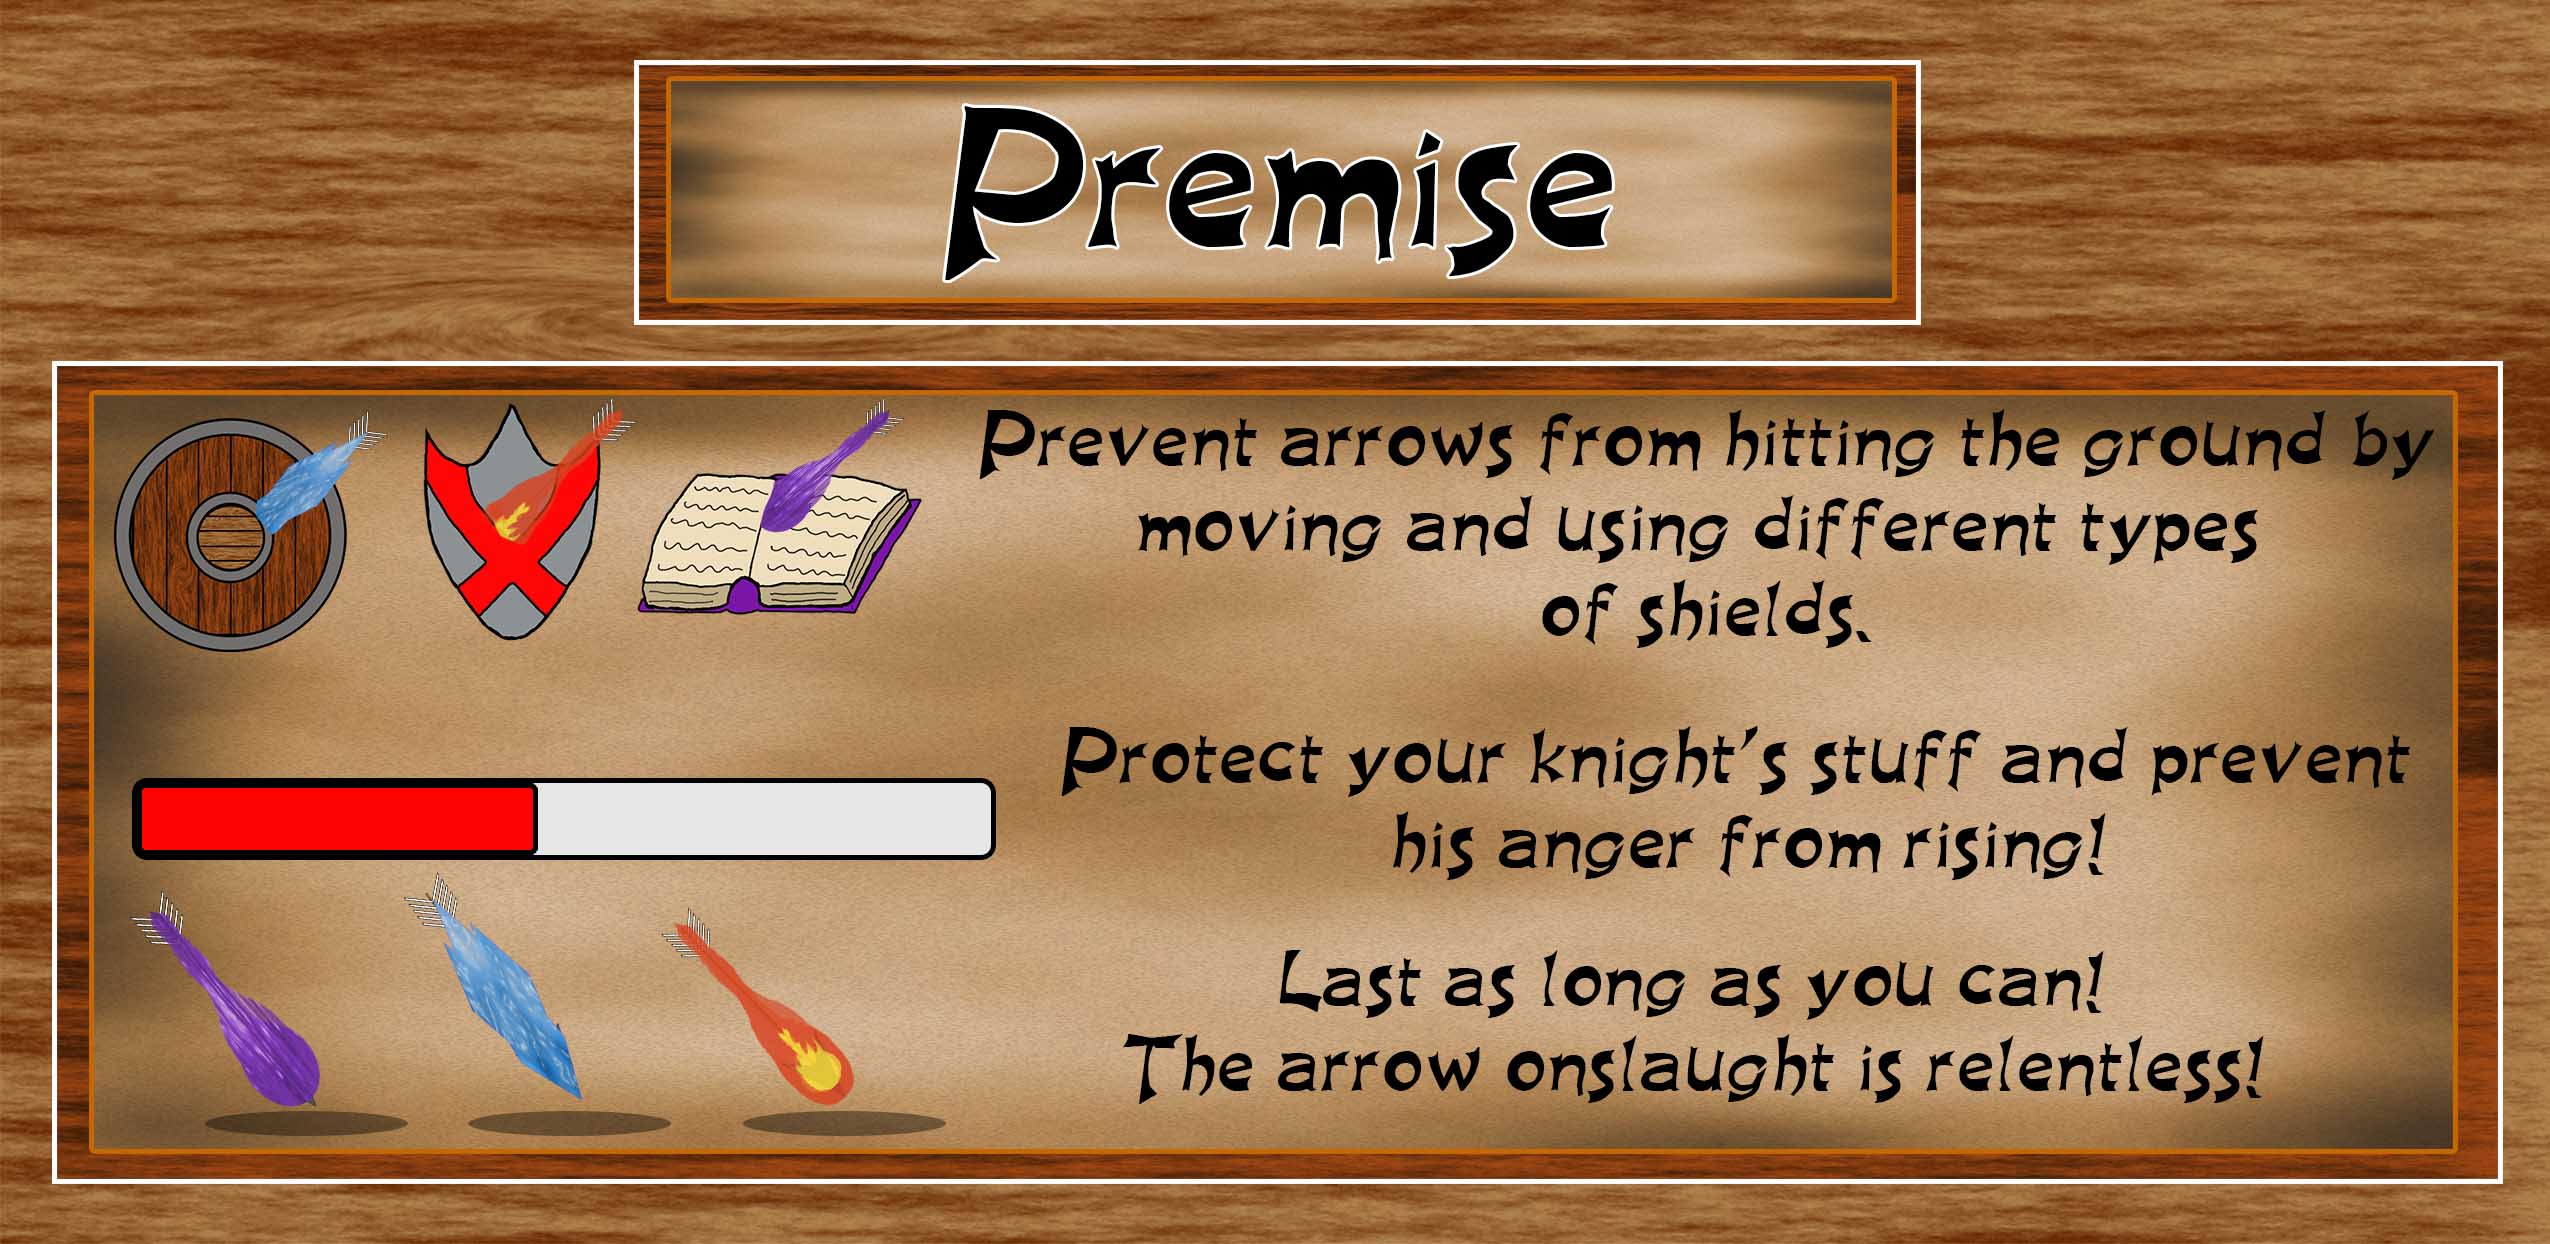 Premise
Prevent arrows from hitting the ground by
moving and using different types
of shields.
Protect your knight's stuff and prevent
his anger from rising!
Last as long as you can!
The arrow onslaught is relentless!